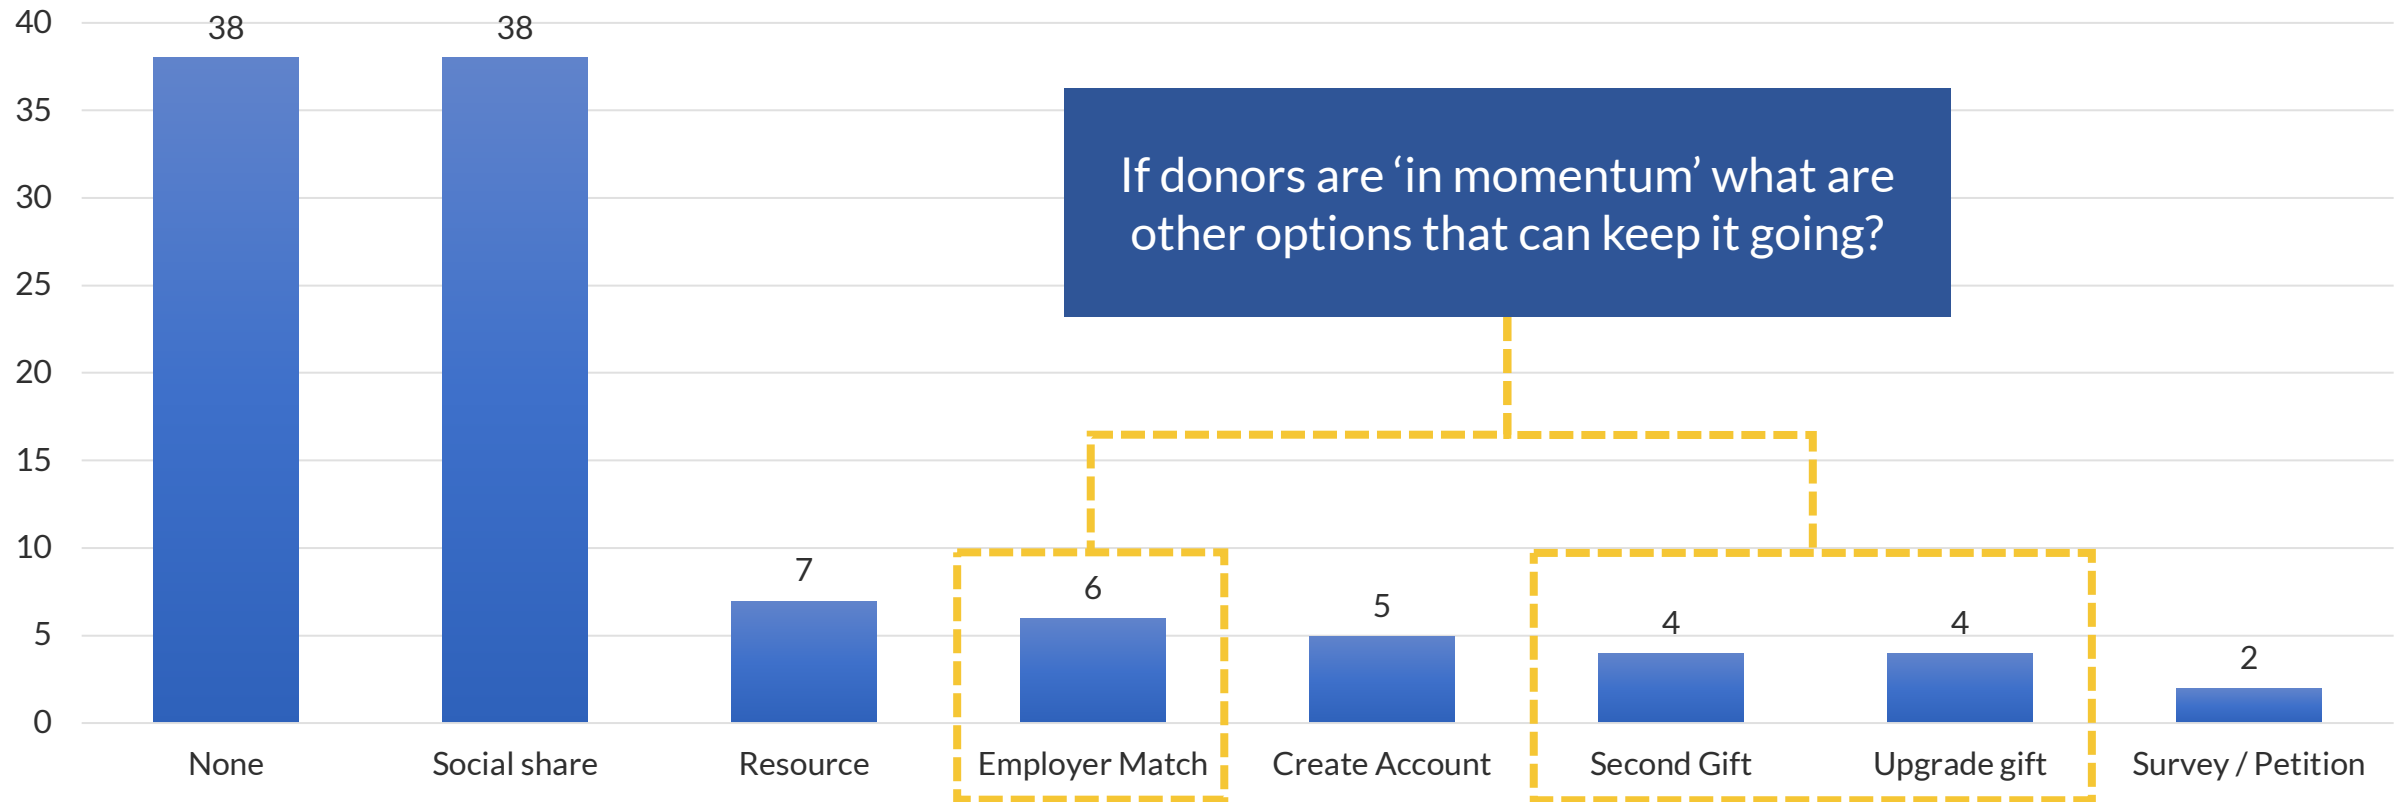 40
35
30
25
20
15
10
5
0
38
38
7
6
5
4
4
2
If donors are ‘in momentum’ what are
other options that can keep it going?
None
Social share
Resource
Employer Match
Create Account
Second Gift
Upgrade gift
Survey / Petition